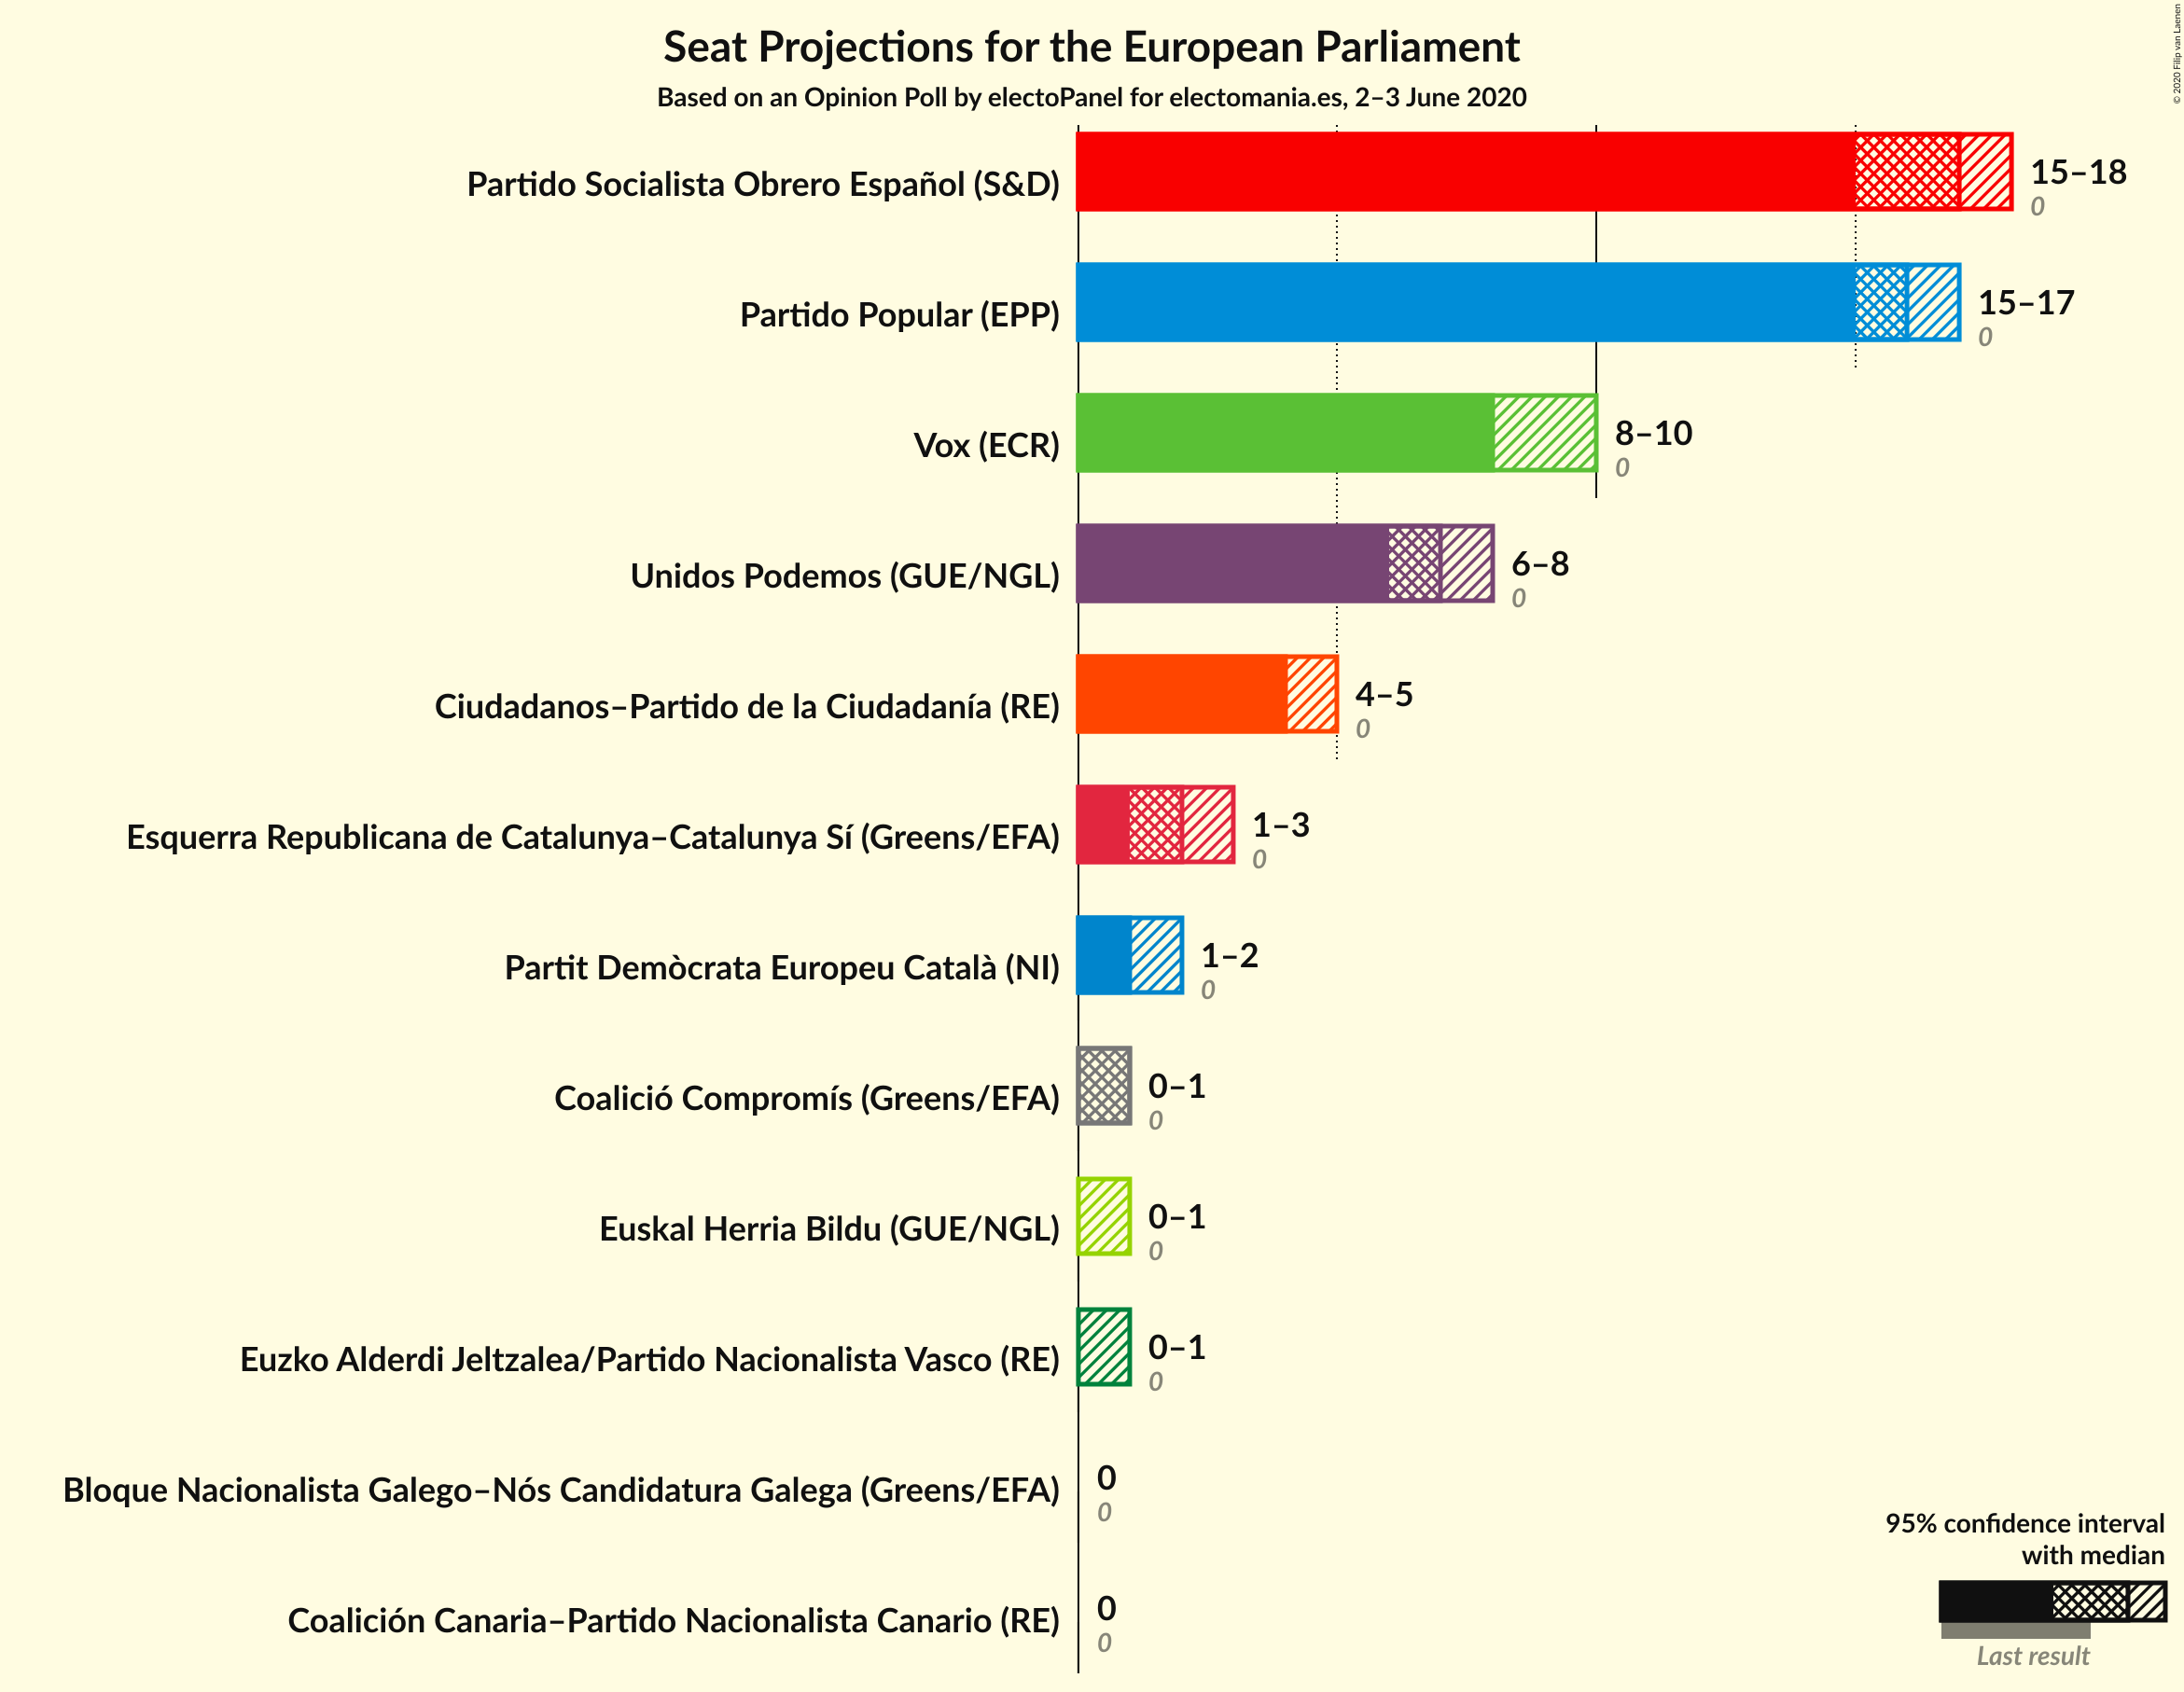 Seat Projections for the European Parliament
Based on an Opinion Poll by electoPanel for electomania.es, 2–3 June 2020
© 2020 Filip van Laenen
Partido Socialista Obrero Español (S&D)
15–18
0
Partido Popular (EPP)
15–17
0
Vox (ECR)
8–10
0
Unidos Podemos (GUE/NGL)
6–8
0
Ciudadanos–Partido de la Ciudadanía (RE)
4–5
0
Esquerra Republicana de Catalunya–Catalunya Sí (Greens/EFA)
1–3
0
Partit Demòcrata Europeu Català (NI)
1–2
0
Coalició Compromís (Greens/EFA)
0–1
0
Euskal Herria Bildu (GUE/NGL)
0–1
0
Euzko Alderdi Jeltzalea/Partido Nacionalista Vasco (RE)
0–1
0
Bloque Nacionalista Galego–Nós Candidatura Galega (Greens/EFA)
0
0
Coalición Canaria–Partido Nacionalista Canario (RE)
0
0
95% confidence interval
with median
Last result